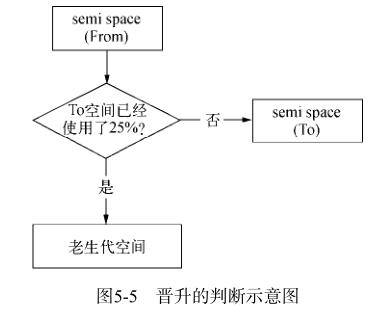 semi space
(From)
To空间已经
使用了25%?
否
semi space
(To)
是
老生代空间
图5-5 晋升的判断示意图